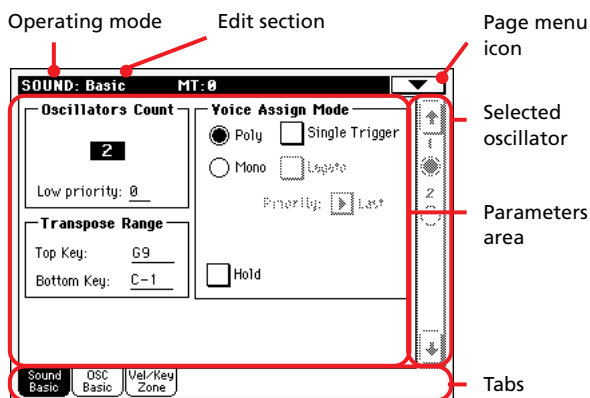 Operating mode
Edit section
Page menu
icon
SOUND: Basic MT:0
Oscillators Count
2
Low priority: 0
Transpose Range
Top Key: G9
Bottom Key: C-1
Voice Assign Mode
Poly Single Trigger
Mono Legato
Priority: Last
Hold
1
2
Selected
oscillator
Parameters
area
Sound
Basic
OSC
Basic
Vel/Key
Zone
Tabs